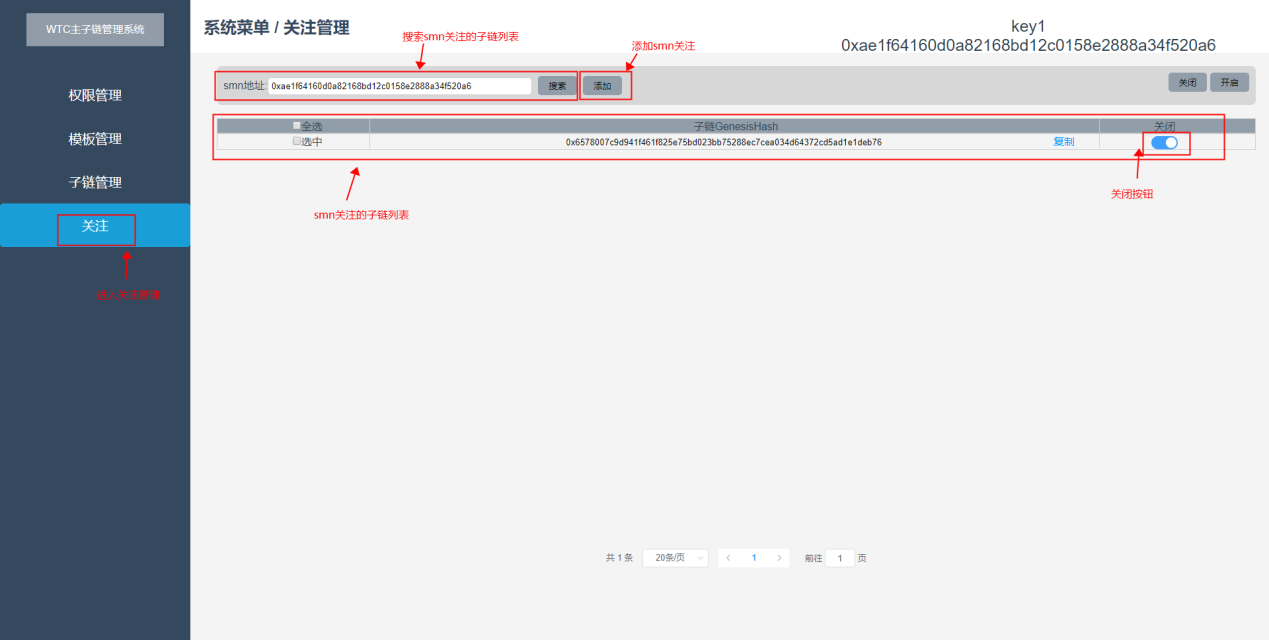 WTC主子链管理系统
权限管理
模板管理
子链管理
关注
进入关注管理
系统菜单 / 关注管理
key1
0xae1f64160d0a82168bd12c0158e2888a34f520a6
搜索smn关注的子链列表
添加smn关注
smn地址: 0xae1f64160d0a82168bd12c0158e2888a34f520a6 搜素 添加 关闭 开启
全选 子链GenesisHash 关闭
选中 0x6578007c9d941f461f825e75bd023bb75288ec7cea034d64372cd5ad1e1deb76 复制
smn关注的子链列表
关闭按钮
共 1 条 20条/页 1 前往 1 页